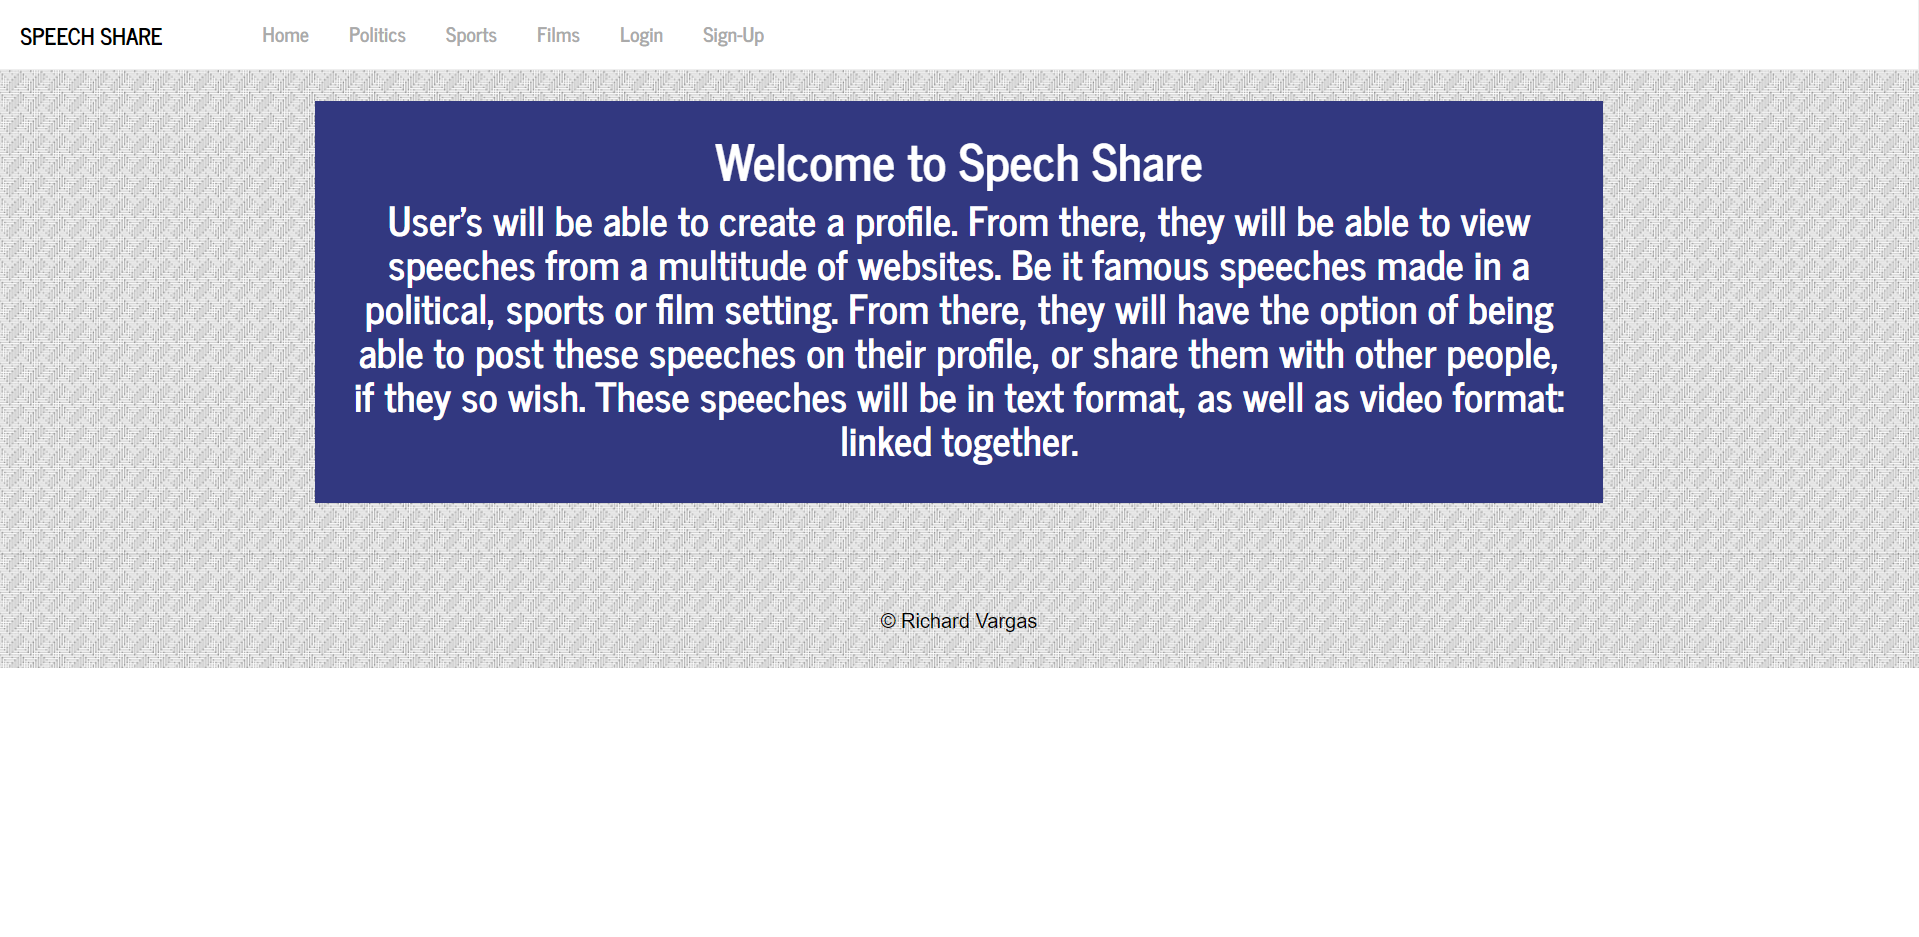 SPEECH SHARE Home Politics Sports Films Login Sign-Up
Welcome to Spech Share
User's will be able to create a profile. From there, they will be able to view
speeches from a multitude of websites. Be it famous speeches made in a
political, sports or film setting. From there, they will have the option of being
able to post these speeches on their profile, or share them with other people,
if they so wish. These speeches will be in text format, as well as video format:
linked together.
© Richard Vargas